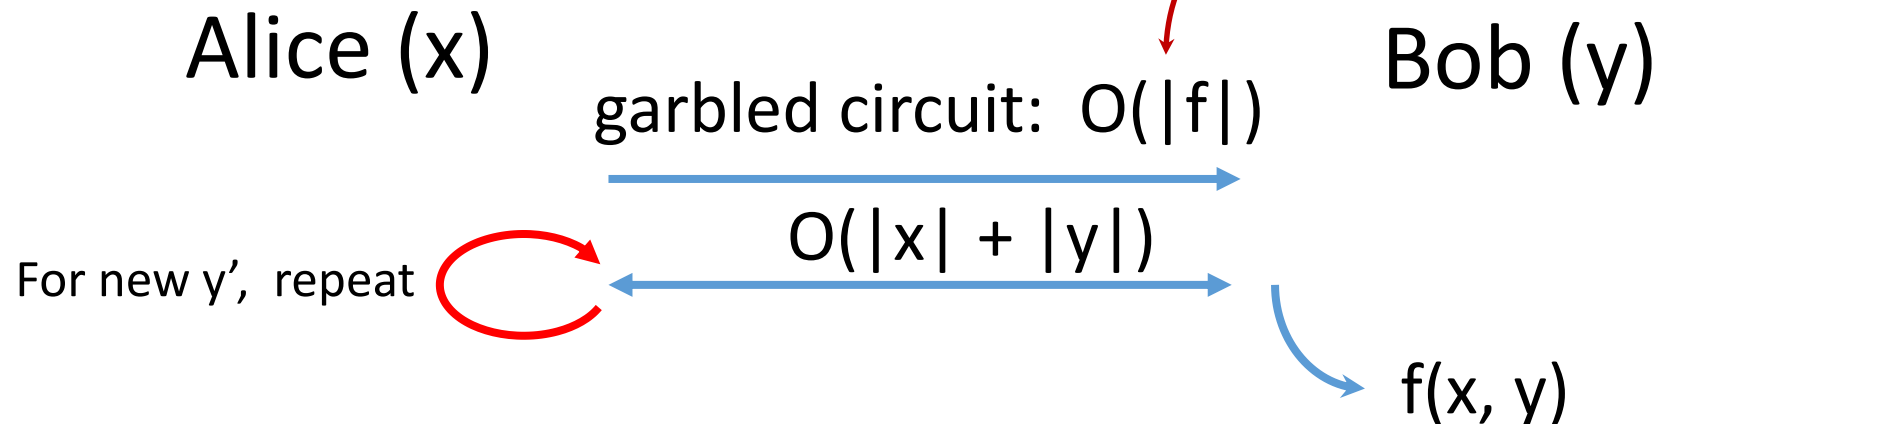 Alice (x)
Bob (y)
garbled circuit: O(|f|)
O(|x| + |y|)
For new y’, repeat
f(x, y)